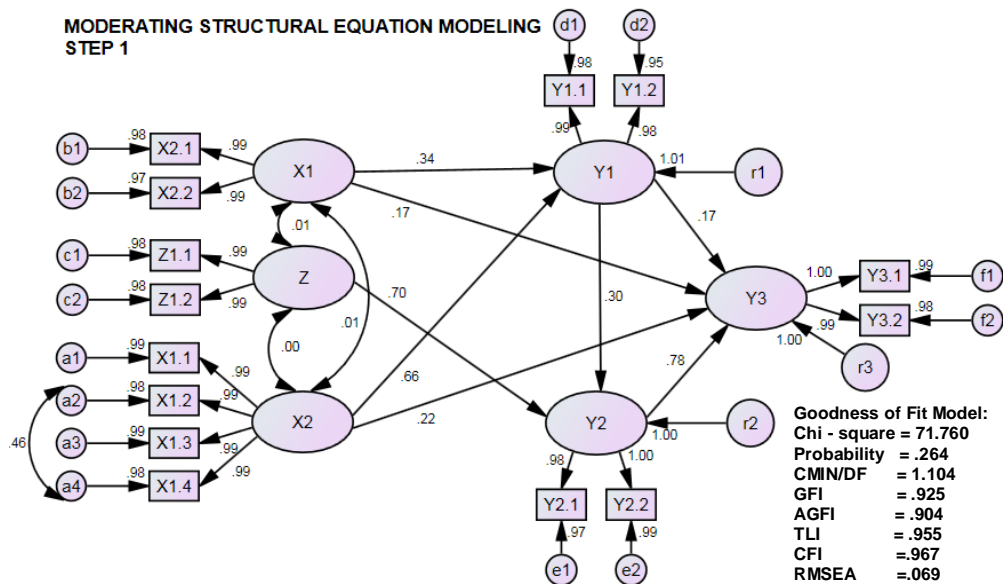 MODERATING STRUCTURAL EQUATION MODELING
STEP 1
d1
d2
.98
.95
Y1.1
Y1.2
.99
.98
b1
.98
X2.1
.99
b2
.97
X2.2
.99
X1
.34
Y1
1.01
r1
.17
.17
.01
c1
.98
Z1.1
.99
c2
.98
Z1.2
.99
Z
.70
.01
.00
.30
Y3
1.00
Y3.1
.99
f1
.99
Y3.2
.98
f2
1.00
r3
a1
.99
X1.1
.99
a2
.98
X1.2
.99
a3
.99
X1.3
.99
a4
.98
X1.4
.99
.46
X2
.66
.22
.78
Y2
1.00
r2
.98
1.00
Y2.1
Y2.2
.97
.99
e1
e2
Goodness of Fit Model:
Chi - square = 71.760
Probability = .264
CMIN/DF = 1.104
GFI = .925
AGFI = .904
TLI = .955
CFI =.967
RMSEA =.069